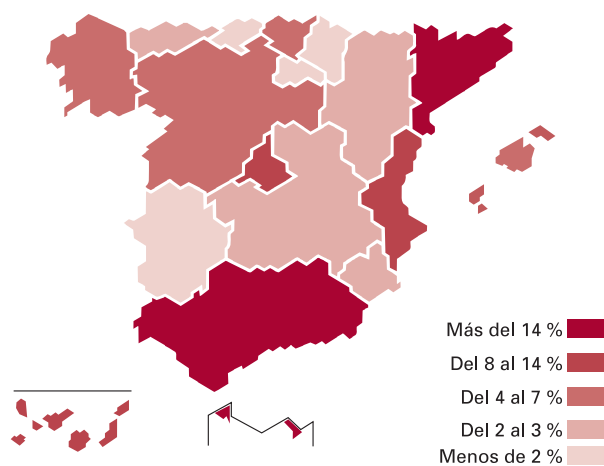 Más del 14 %
Del 8 al 14 %
Del 4 al 7 %
Del 2 al 3 %
Menos de 2 %